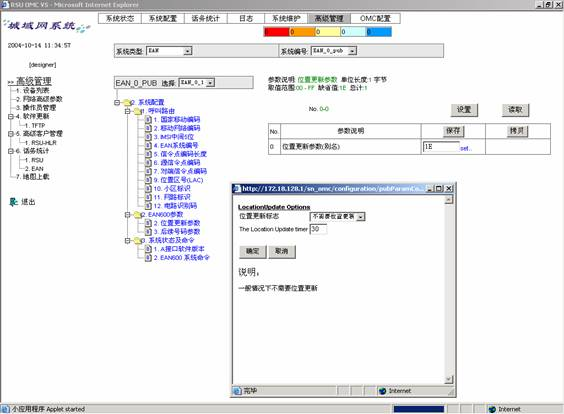 RSU OMC V5 - Microsoft Internet Explorer
城域网系统
系统状态 系统配置 话务统计 日志 系统维护 高级管理 OMC配置
0 0 0 0
2004-10-14 11:34:57
[designer]
系统类型: EAN 系统编号: EAN_0_pub
>> 高级管理
1. 设备列表
2. 网络高级参数
3. 操作员管理
4. 软件更新
1. TFTP
5. 高级客户管理
1. RSU-HLR
6. 话务统计
1. RSU
2. EAN
7. 地图上载
退出
EAN_0_PUB 选择: EAN_0_1
2. 系统配置
1. 呼叫路由
1. 国家移动编码
2. 移动网络编码
3. IMSI中间5位
4. EAN系统编号
5. 信令点编码长度
6. 源信令点编码
7. 对端信令点编码
9. 位置区号(LAC)
10. 小区标识
11. 网路标识
12. 电路识别码
2. EAN600参数
2. 位置更新参数
3. 后续号码参数
3. 系统状态及命令
1. A接口软件版本
2. EAN600 系统命令
参数说明 位置更新参数 单位长度:1 字节
取值范围:00 - FF 缺省值:1E 总计:1
No. 0-0 设置 读取
No. 参数说明 保存 拷贝
0 位置更新参数(别名) 1E set..
http://172.18.128.1/sn_omc/configuration/pubParamCo...
LocationUpdate Options
位置更新标志 不需要位置更新
The Location Update timer 30
确定 取消
说明:
一般情况下不需要位置更新
完毕 Internet
小应用程序 Applet started Internet